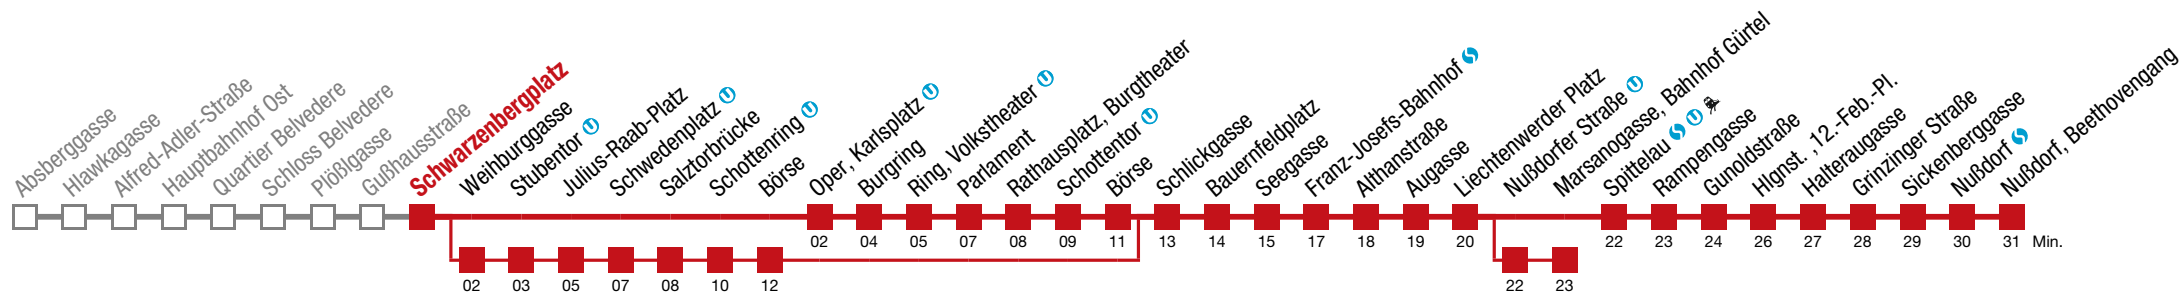 Absberggasse
Hlawkagasse
Alfred-Adler-Straße
Hauptbahnhof Ost
Quartier Belvedere
Schloss Belvedere
Plößlgasse
Gußhausstraße
Schwarzenbergplatz
Weihburggasse
Stubentor U
Julius-Raab-Platz
Schwedenplatz U
Salztorbrücke
Schottenring U
Börse
Oper, Karlsplatz U
Burgring
Ring, Volkstheater U
Parlament
Rathausplatz, Burgtheater
Schottentor U
Börse
Schlickgasse
Bauernfeldplatz
Seegasse
Franz-Josefs-Bahnhof S
Althanstraße
Augasse
Liechtenwerder Platz
Nußdorfer Straße U
Marsanogasse, Bahnhof Gürtel
Spittelau S U
Rampengasse
Gunoldstraße
Hlgnst. ,12.-Feb.-Pl.
Halteraugasse
Grinzinger Straße
Sickenberggasse
Nußdorf S
Nußdorf, Beethovengang
02 04 05 07 08 09 11 13 14 15 17 18 19 20 22 23 24 26 27 28 29 30 31 Min.
02 03 05 07 08 10 12 22 23